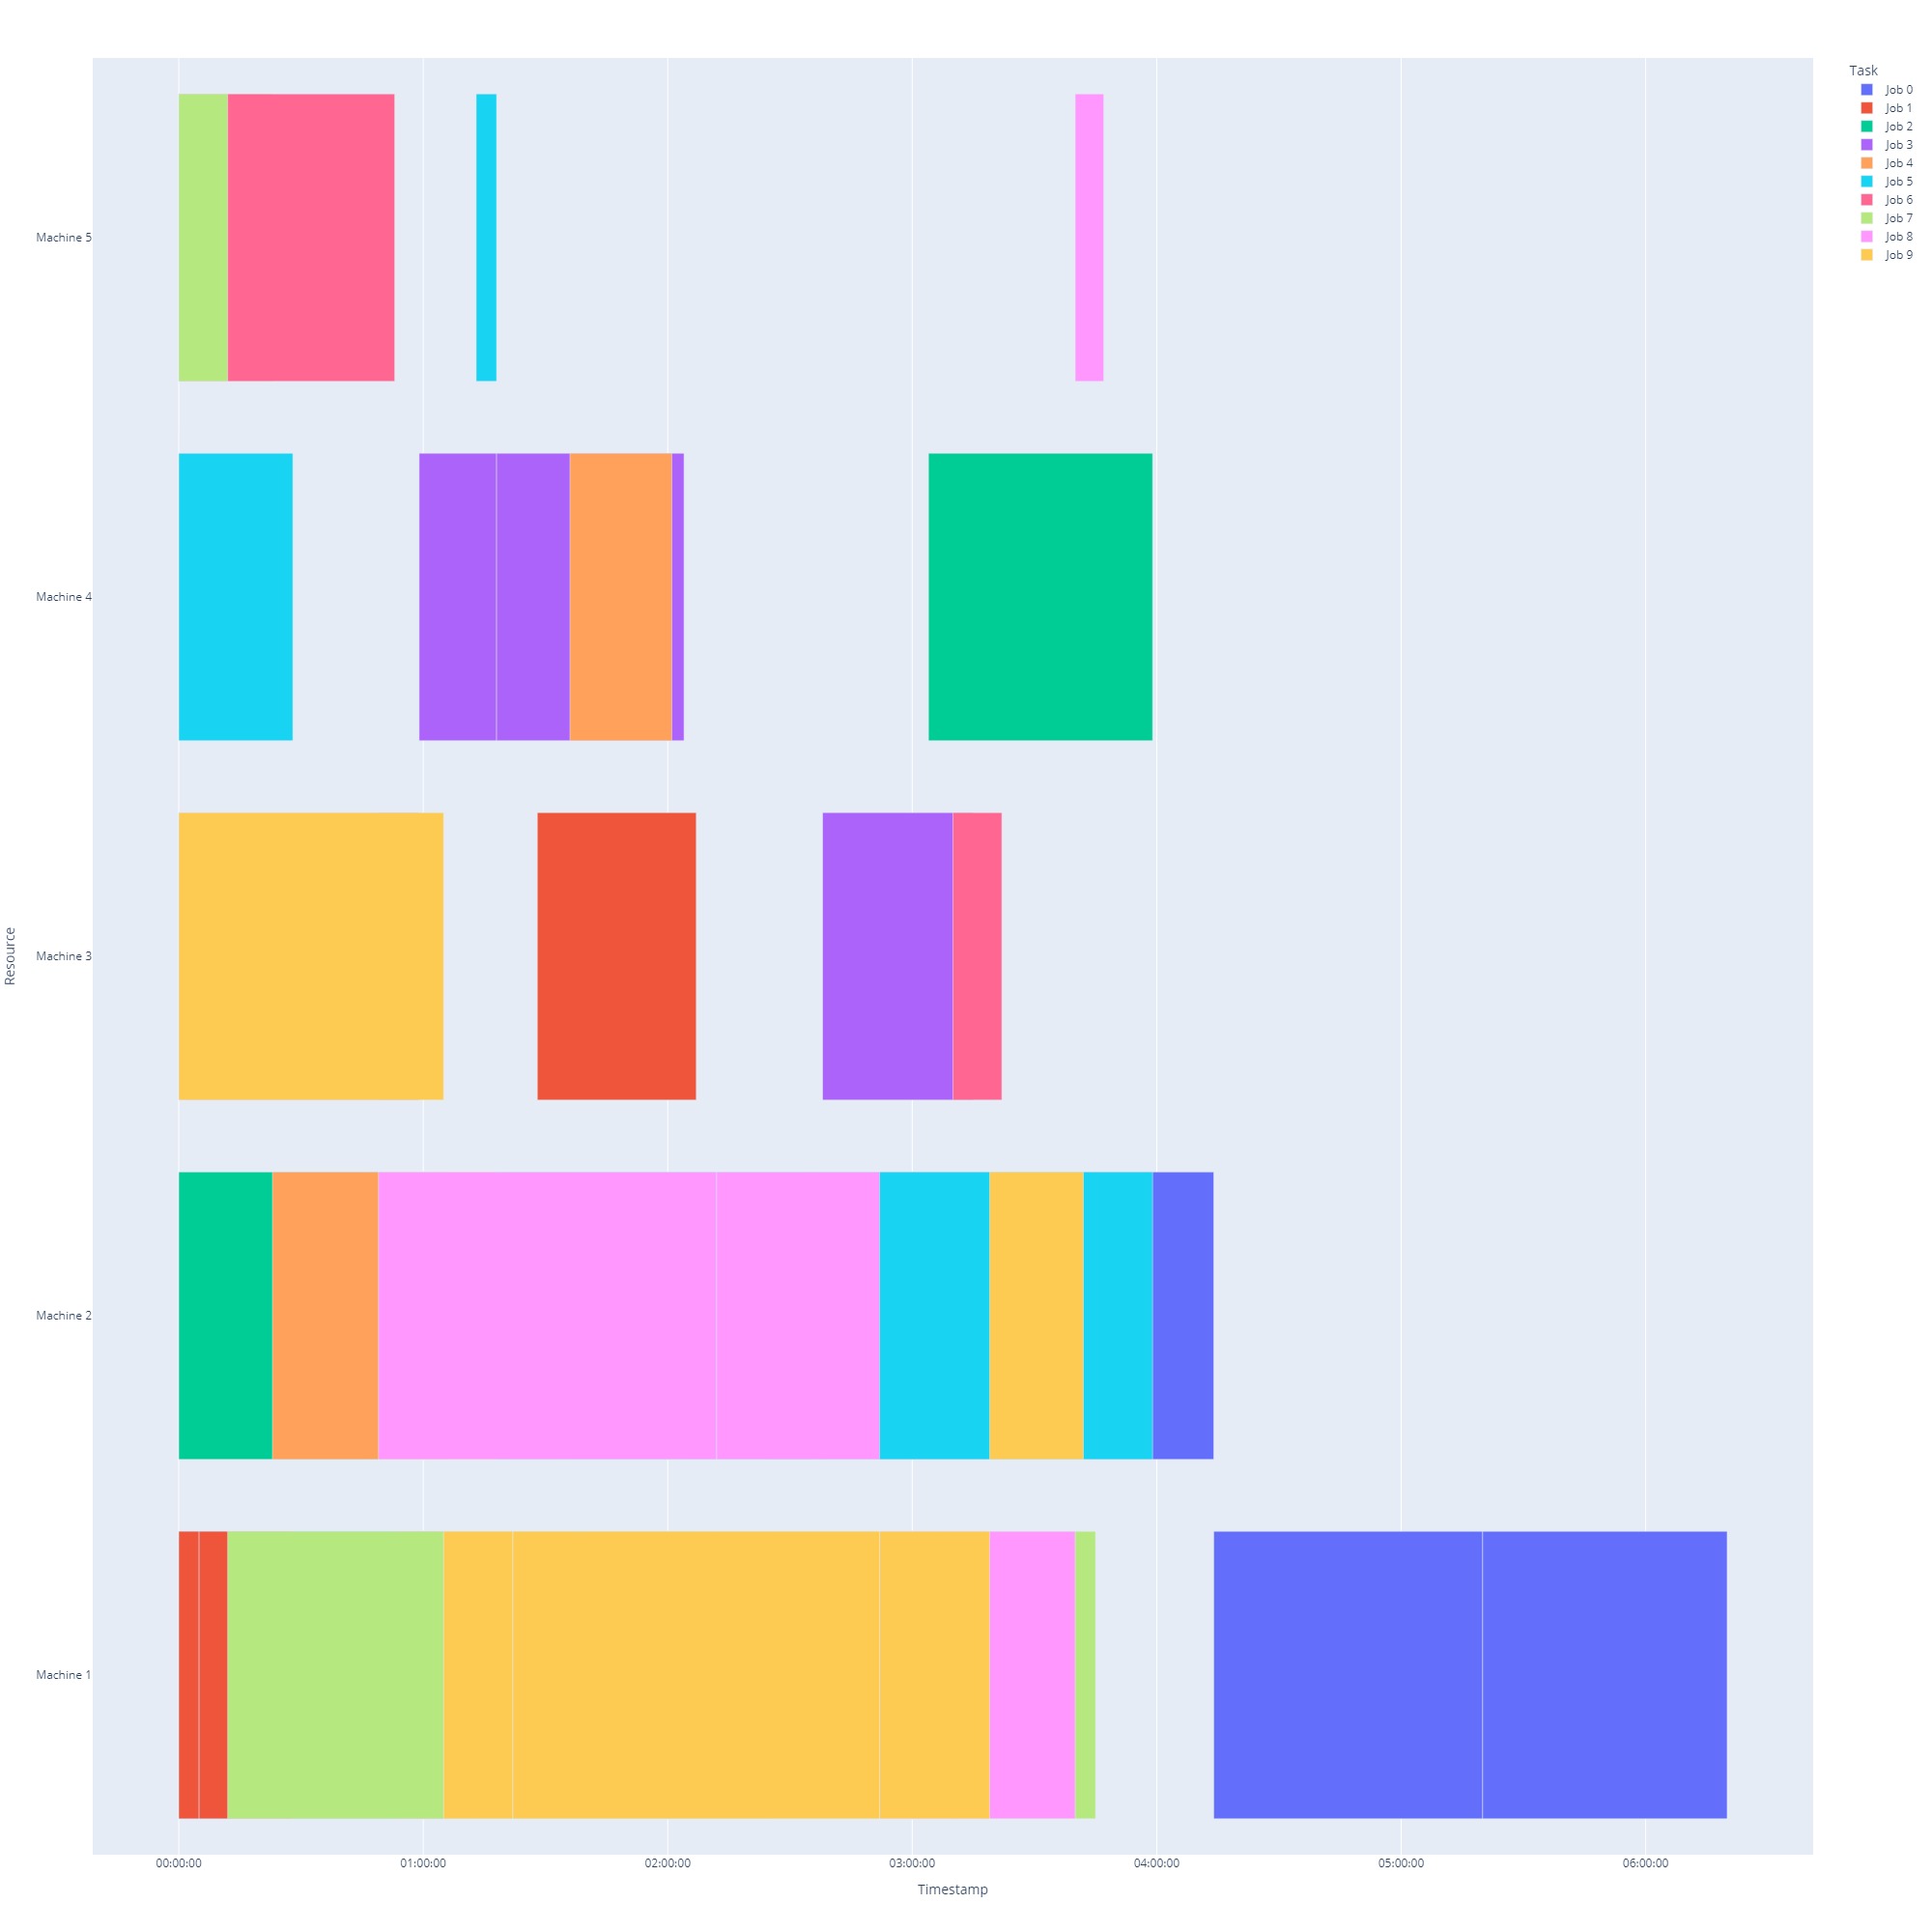 Task
Job 0
Job 1
Job 2
Job 3
Job 4
Job 5
Job 6
Job 7
Job 8
Job 9
Machine 5
Machine 4
Machine 3
Machine 2
Machine 1
Resource
00:00:00 01:00:00 02:00:00 03:00:00 04:00:00 05:00:00 06:00:00
Timestamp